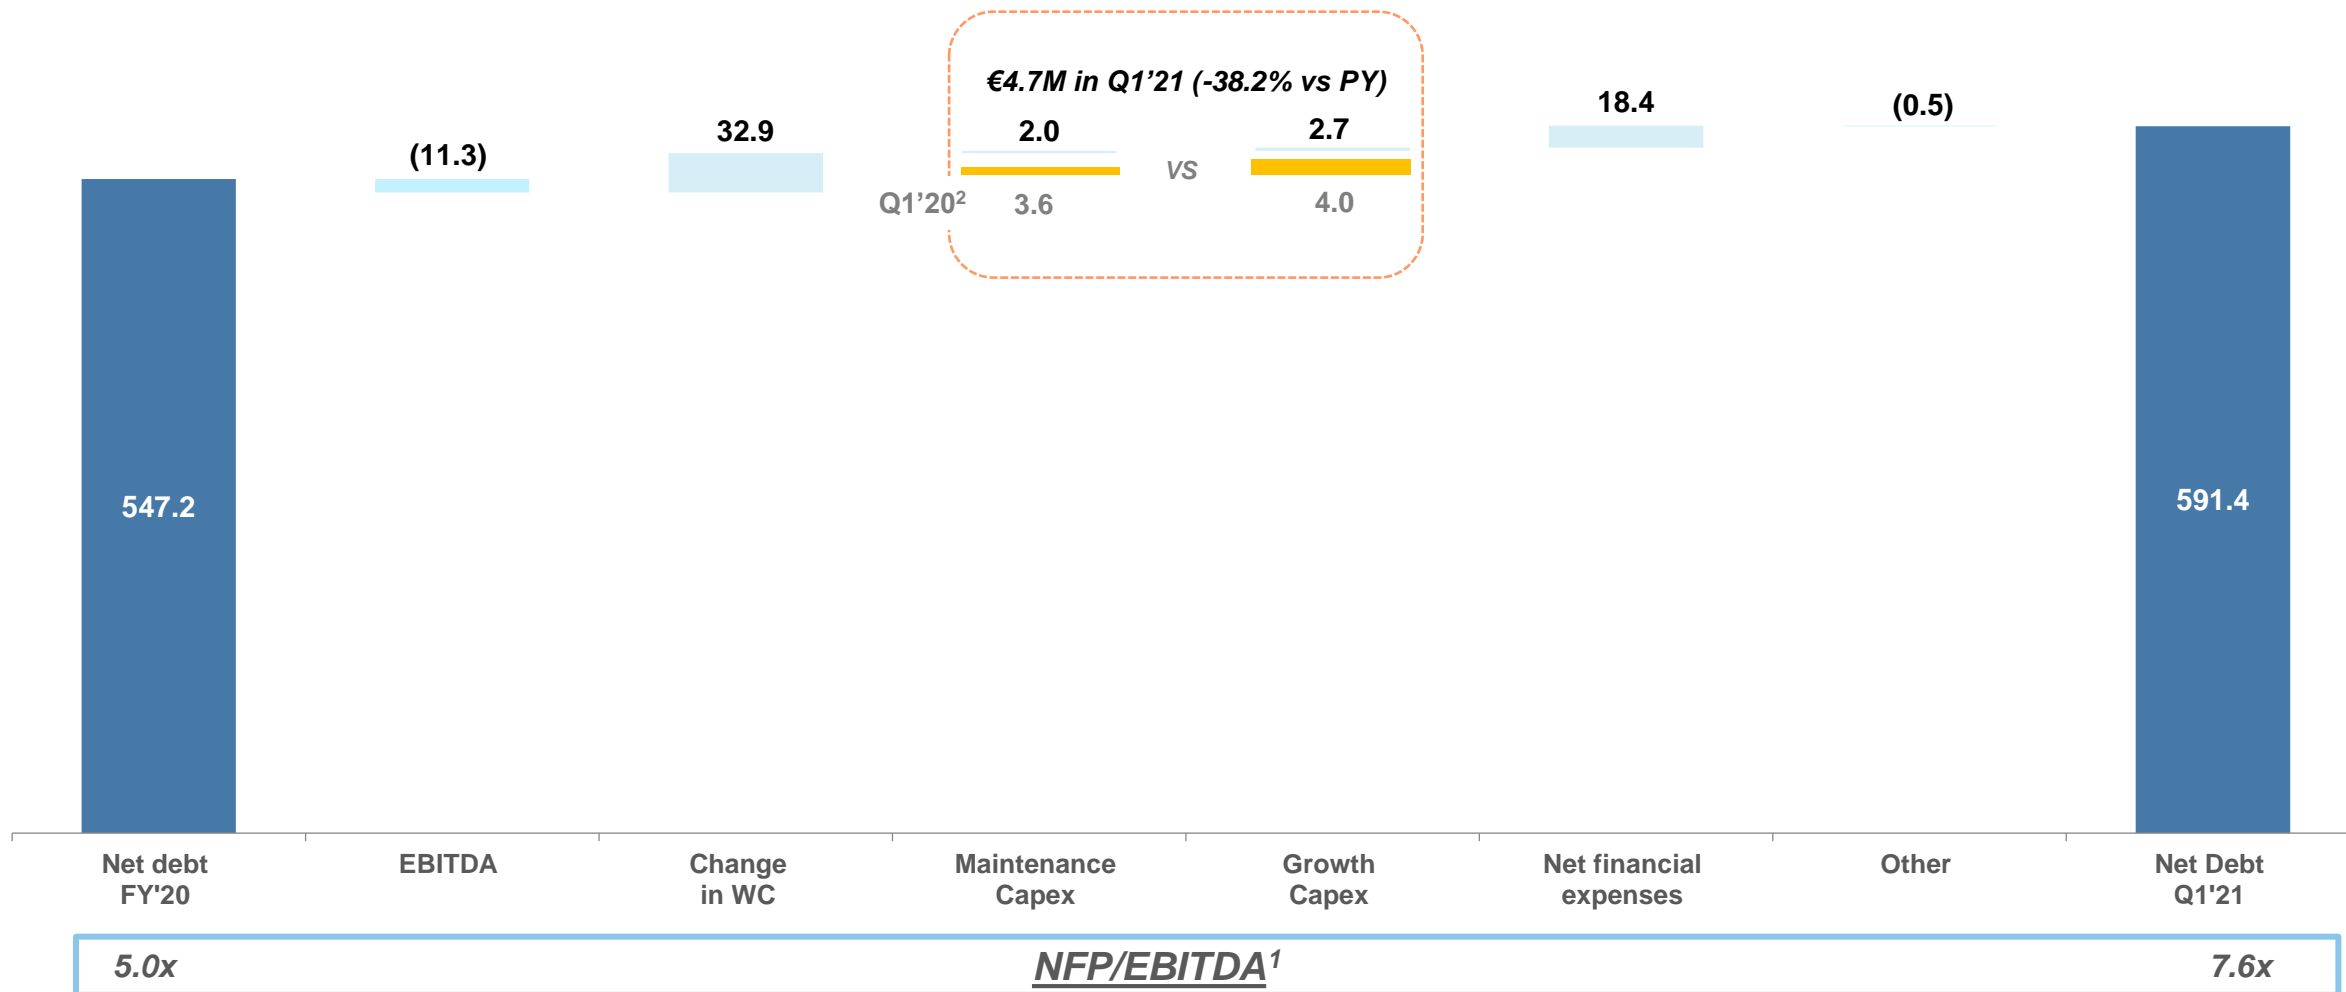 €4.7M in Q1’21 (-38.2% vs PY)
(11.3)
32.9
2.0
2.7
18.4
(0.5)
VS
Q1’20²
3.6
4.0
547.2
591.4
Net debt
FY'20
EBITDA
Change
in WC
Maintenance
Capex
Growth
Capex
Net financial
expenses
Other
Net Debt
Q1'21
5.0x
NFP/EBITDA¹
7.6x